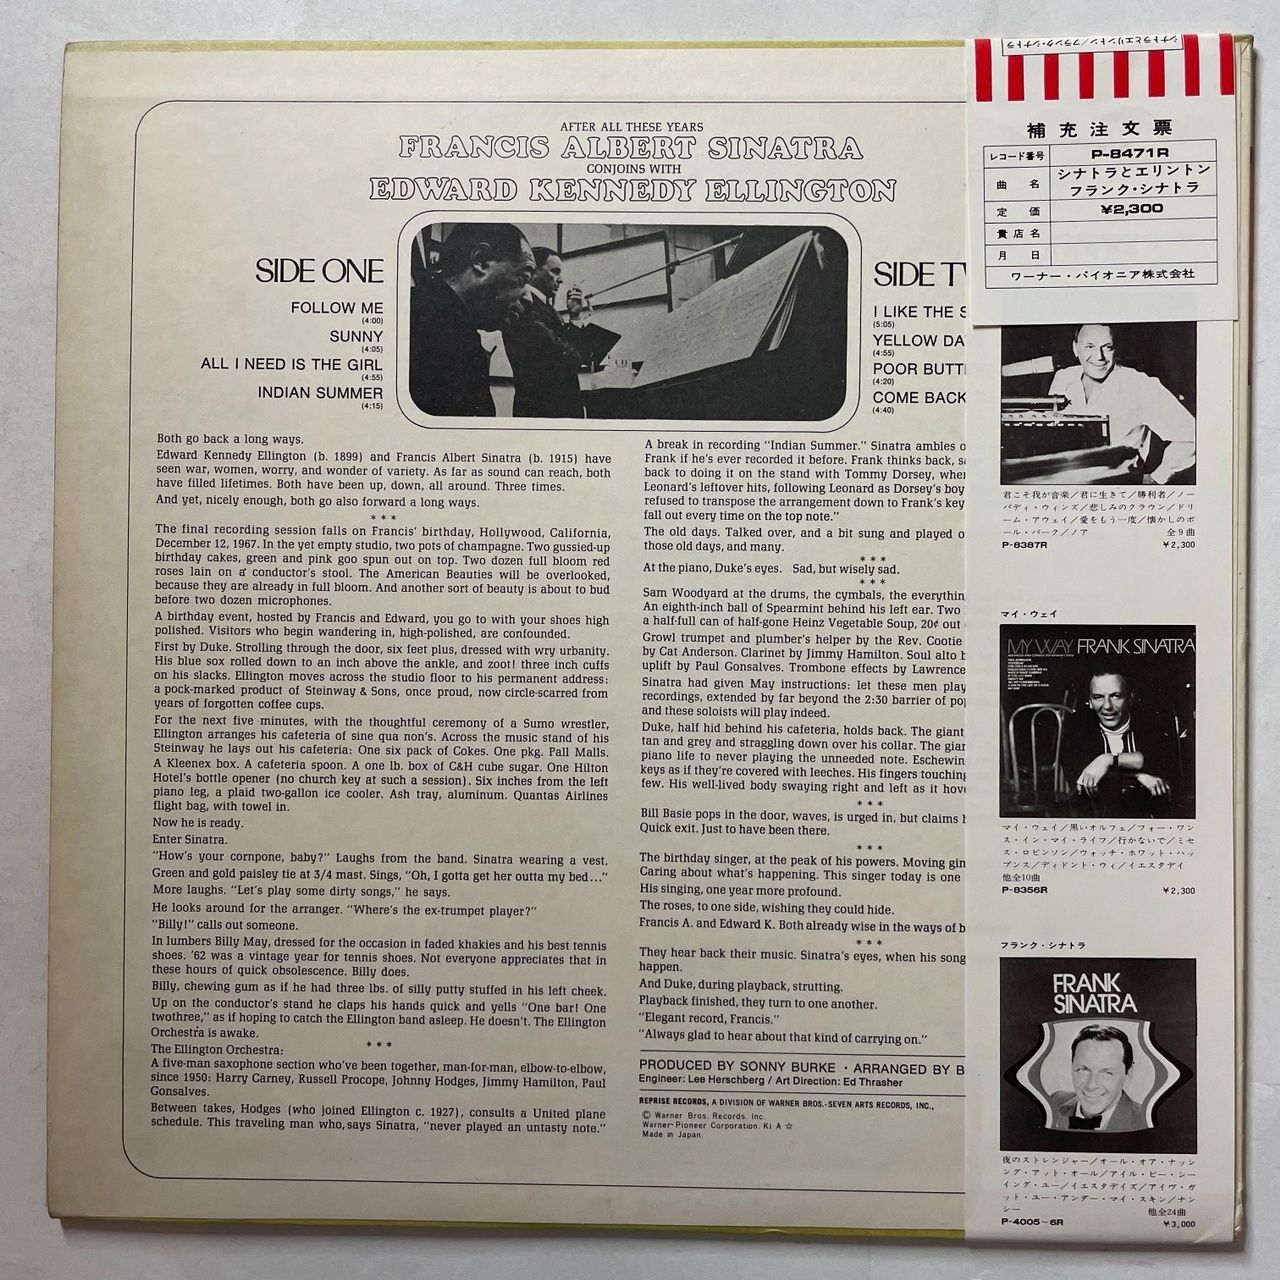 AFTER ALL THESE YEARS
FRANCIS ALBERT SINATRA
CONJOINS WITH
EDWARD KENNEDY ELLINGTON
SIDE ONE
FOLLOW ME
(4:00)
SUNNY
(4:05)
ALL I NEED IS THE GIRL
(4:55)
INDIAN SUMMER
(4:15)
SIDE TW
I LIKE THE S
(5:05)
YELLOW DA
(4:55)
POOR BUTT
(4:20)
COME BACK
(4:40)
Both go back a long ways.
Edward Kennedy Ellington (b. 1899) and Francis Albert Sinatra (b. 1915) have
seen war, women, worry, and wonder of variety. As far as sound can reach, both
have filled lifetimes. Both have been up, down, all around. Three times.
And yet, nicely enough, both go also forward a long ways.
* * *
The final recording session falls on Francis' birthday, Hollywood, California,
December 12, 1967. In the yet empty studio, two pots of champagne. Two gussied-up
birthday cakes, green and pink goo spun out on top. Two dozen full bloom red
roses lain on a conductor's stool. The American Beauties will be overlooked,
because they are already in full bloom. And another sort of beauty is about to bud
before two dozen microphones.
A birthday event, hosted by Francis and Edward, you go to with your shoes high
polished. Visitors who begin wandering in, high-polished, are confounded.
First by Duke. Strolling through the door, six feet plus, dressed with wry urbanity.
His blue sox rolled down to an inch above the ankle, and zoot! three inch cuffs
on his slacks. Ellington moves across the studio floor to his permanent address:
a pock-marked product of Steinway & Sons, once proud, now circle-scarred from
years of forgotten coffee cups.
For the next five minutes, with the thoughtful ceremony of a Sumo wrestler,
Ellington arranges his cafeteria of sine qua non's. Across the music stand of his
Steinway he lays out his cafeteria: One six pack of Cokes. One pkg. Pall Malls.
A Kleenex box. A cafeteria spoon. A one lb. box of C&H cube sugar. One Hilton
Hotel's bottle opener (no church key at such a session). Six inches from the left
piano leg, a plaid two-gallon ice cooler. Ash tray, aluminum. Quantas Airlines
flight bag, with towel in.
Now he is ready.
Enter Sinatra.
"How's your cornpone, baby?" Laughs from the band. Sinatra wearing a vest.
Green and gold paisley tie at 3/4 mast. Sings, "Oh, I gotta get her outta my bed..."
More laughs. "Let's play some dirty songs," he says.
He looks around for the arranger. "Where's the ex-trumpet player?"
"Billy!" calls out someone.
In lumbers Billy May, dressed for the occasion in faded khakies and his best tennis
shoes. '62 was a vintage year for tennis shoes. Not everyone appreciates that in
these hours of quick obsolescence. Billy does.
Billy, chewing gum as if he had three lbs. of silly putty stuffed in his left cheek.
Up on the conductor's stand he claps his hands quick and yells "One bar! One
twothree," as if hoping to catch the Ellington band asleep. He doesn't. The Ellington
Orchestra is awake.
* * *
The Ellington Orchestra:
A five-man saxophone section who've been together, man-for-man, elbow-to-elbow,
since 1950: Harry Carney, Russell Procope, Johnny Hodges, Jimmy Hamilton, Paul
Gonsalves.
Between takes, Hodges (who joined Ellington c. 1927), consults a United plane
schedule. This traveling man who, says Sinatra, "never played an untasty note."
A break in recording "Indian Summer." Sinatra ambles o
Frank if he's ever recorded it before. Frank thinks back, sa
back to doing it on the stand with Tommy Dorsey, when
Leonard's leftover hits, following Leonard as Dorsey's boy
refused to transpose the arrangement down to Frank's key
fall out every time on the top note."
The old days. Talked over, and a bit sung and played o
those old days, and many.
* * *
At the piano, Duke's eyes. Sad, but wisely sad.
* * *
Sam Woodyard at the drums, the cymbals, the everythin
An eighth-inch ball of Spearmint behind his left ear. Two
a half-full can of half-gone Heinz Vegetable Soup, 20¢ out
Growl trumpet and plumber's helper by the Rev. Cootie
by Cat Anderson. Clarinet by Jimmy Hamilton. Soul alto b
uplift by Paul Gonsalves. Trombone effects by Lawrence
Sinatra had given May instructions: let these men play
recordings, extended by far beyond the 2:30 barrier of pop
and these soloists will play indeed.
Duke, half hid behind his cafeteria, holds back. The giant
tan and grey and straggling down over his collar. The gian
piano life to never playing the unneeded note. Eschewin
keys as if they're covered with leeches. His fingers touching
few. His well-lived body swaying right and left as it hove
* * *
Bill Basie pops in the door, waves, is urged in, but claims h
Quick exit. Just to have been there.
* * *
The birthday singer, at the peak of his powers. Moving gin
Caring about what's happening. This singer today is one
His singing, one year more profound.
The roses, to one side, wishing they could hide.
Francis A. and Edward K. Both already wise in the ways of b
* * *
They hear back their music. Sinatra's eyes, when his song
happen.
And Duke, during playback, strutting.
Playback finished, they turn to one another.
"Elegant record, Francis."
"Always glad to hear about that kind of carrying on."
PRODUCED BY SONNY BURKE · ARRANGED BY B
Engineer: Lee Herschberg / Art Direction: Ed Thrasher
REPRISE RECORDS, A DIVISION OF WARNER BROS.-SEVEN ARTS RECORDS, INC.,
© Warner Bros. Records. Inc.
Warner-Pioneer Corporation. Ki A ☆
Made in Japan.
シナトラとエリントン/フランク・シナトラ
補充注文票
レコード番号 P-8471R
曲名 シナトラとエリントン
フランク・シナトラ
定価 ¥2,300
貴店名
月日
ワーナー・パイオニア株式会社
君こそ我が音楽/君に生きて/勝利者/ノー
バディ・ウィンズ/悲しみのクラウン/ドリ
ーム・アウェイ/愛をもう一度/懐かしのボ
ール・パーク/ノア 全9曲
P-8387R ¥2,300
マイ・ウェイ
MY WAY FRANK SINATRA
マイ・ウェイ/黒いオルフェ/フォー・ワン
ス・イン・マイ・ライフ/行かないで/ミセ
ス・ロビンソン/ウォッチ・ホワット・ハッ
プンス/ディドント・ウィ/イエスタデイ
他全10曲
P-8356R ¥2,300
フランク・シナトラ
FRANK
SINATRA
夜のストレンジャー/オール・オア・ナッシ
ング・アット・オール/アイル・ビー・シー
イング・ユー/イエスタデイズ/アイヴ・ガ
ット・ユー・アンダー・マイ・スキン/ナン
シー 他全24曲
P-4005~6R ¥3,000